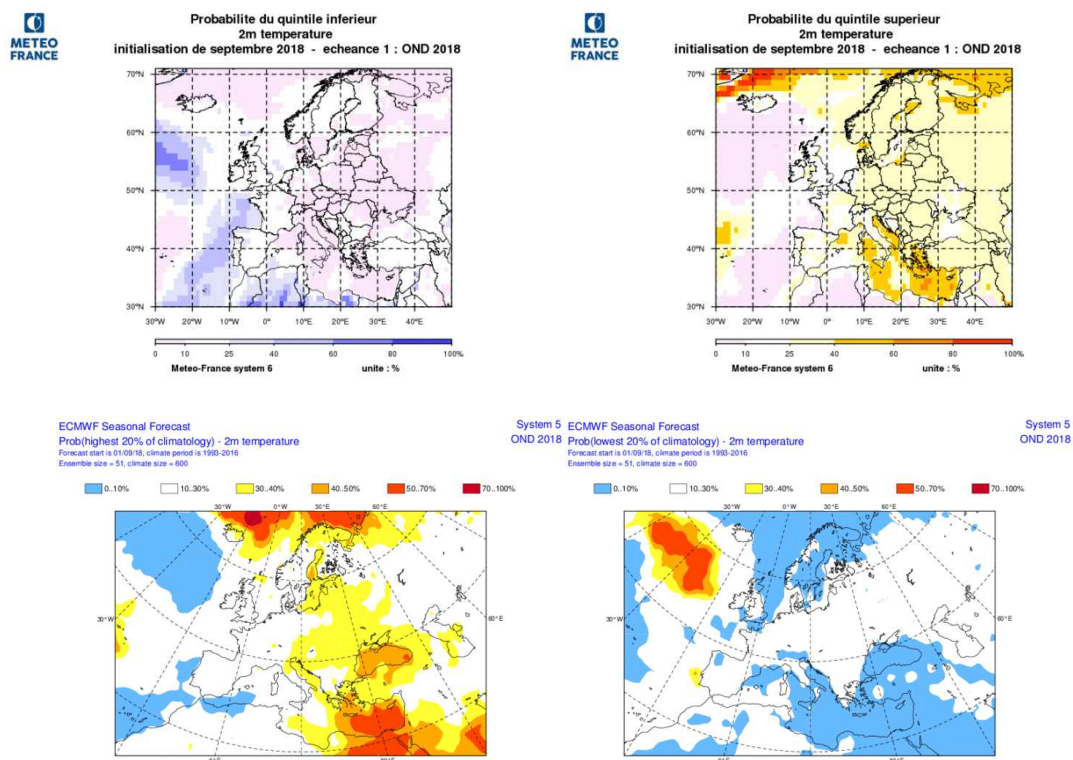 METEO
FRANCE
Probabilite du quintile inferieur
2m temperature
initialisation de septembre 2018 - echeance 1 : OND 2018
70°N
60°N
50°N
40°N
30°N
30°W 20°W 10°W 0° 10°E 20°E 30°E 40°E
0 10 25 40 60 80 100%
Meteo-France system 6 unite : %
METEO
FRANCE
Probabilite du quintile superieur
2m temperature
initialisation de septembre 2018 - echeance 1 : OND 2018
70°N
60°N
50°N
40°N
30°N
30°W 20°W 10°W 0° 10°E 20°E 30°E 40°E
0 10 25 40 60 80 100%
Meteo-France system 6 unite : %
ECMWF Seasonal Forecast System 5
Prob(highest 20% of climatology) - 2m temperature OND 2018
Forecast start is 01/09/18, climate period is 1993-2016
Ensemble size = 51, climate size = 600
0..10% 10..30% 30..40% 40..50% 50..70% 70..100%
30°W 0°W 30°E 60°E
30°W 60°E
ECMWF Seasonal Forecast System 5
Prob(lowest 20% of climatology) - 2m temperature OND 2018
Forecast start is 01/09/18, climate period is 1993-2016
Ensemble size = 51, climate size = 600
0..10% 10..30% 30..40% 40..50% 50..70% 70..100%
30°W 0°W 30°E 60°E
30°W 60°E